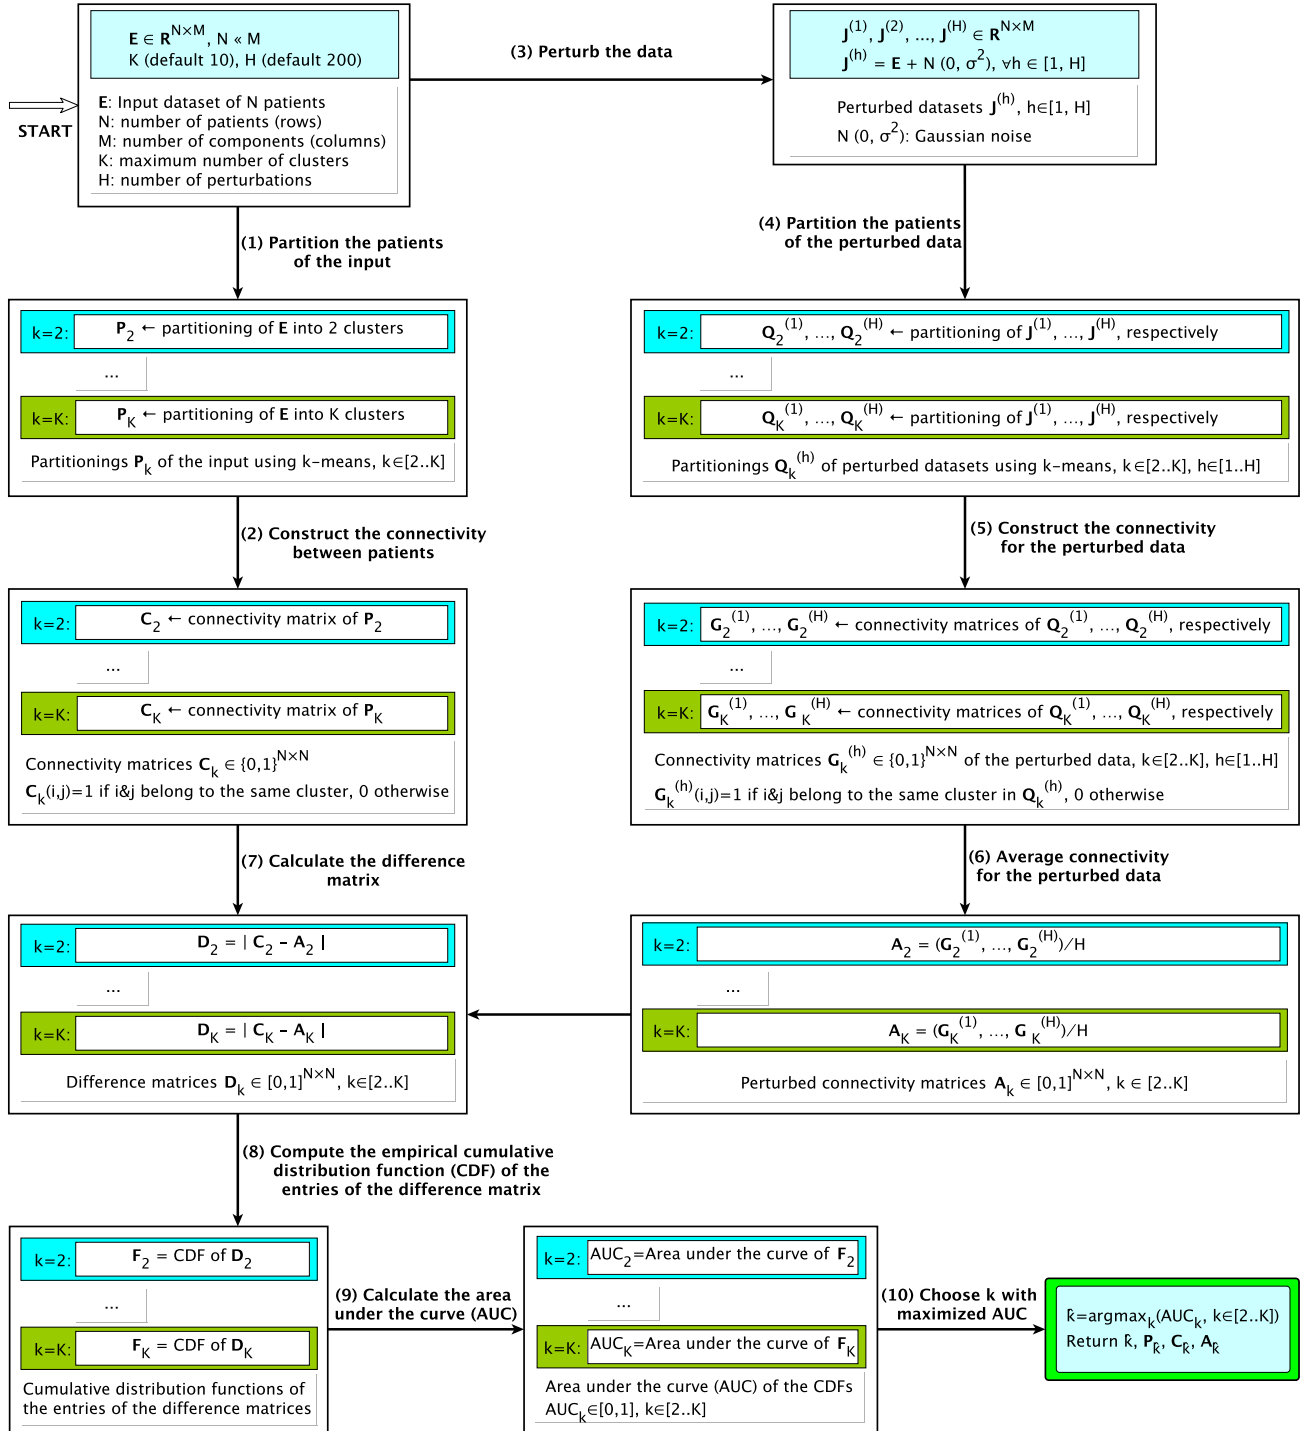 E ∈ R^{N×M}, N « M
K (default 10), H (default 200)
START
E: Input dataset of N patients
N: number of patients (rows)
M: number of components (columns)
K: maximum number of clusters
H: number of perturbations
(3) Perturb the data
J^{(1)}, J^{(2)}, ..., J^{(H)} ∈ R^{N×M}
J^{(h)} = E + N (0, σ^2), ∀h ∈ [1, H]
Perturbed datasets J^{(h)}, h∈[1, H]
N (0, σ^2): Gaussian noise
(1) Partition the patients
of the input
(4) Partition the patients
of the perturbed data
k=2: P_2 ← partitioning of E into 2 clusters
...
k=K: P_K ← partitioning of E into K clusters
Partitionings P_k of the input using k-means, k∈[2..K]
k=2: Q_2^{(1)}, ..., Q_2^{(H)} ← partitioning of J^{(1)}, ..., J^{(H)}, respectively
...
k=K: Q_K^{(1)}, ..., Q_K^{(H)} ← partitioning of J^{(1)}, ..., J^{(H)}, respectively
Partitionings Q_k^{(h)} of perturbed datasets using k-means, k∈[2..K], h∈[1..H]
(2) Construct the connectivity
between patients
(5) Construct the connectivity
for the perturbed data
k=2: C_2 ← connectivity matrix of P_2
...
k=K: C_K ← connectivity matrix of P_K
Connectivity matrices C_k ∈ {0,1}^{N×N}
C_k(i,j)=1 if i&j belong to the same cluster, 0 otherwise
k=2: G_2^{(1)}, ..., G_2^{(H)} ← connectivity matrices of Q_2^{(1)}, ..., Q_2^{(H)}, respectively
...
k=K: G_K^{(1)}, ..., G_K^{(H)} ← connectivity matrices of Q_K^{(1)}, ..., Q_K^{(H)}, respectively
Connectivity matrices G_k^{(h)} ∈ {0,1}^{N×N} of the perturbed data, k∈[2..K], h∈[1..H]
G_k^{(h)}(i,j)=1 if i&j belong to the same cluster in Q_k^{(h)}, 0 otherwise
(7) Calculate the difference
matrix
(6) Average connectivity
for the perturbed data
k=2: D_2 = | C_2 – A_2 |
...
k=K: D_K = | C_K – A_K |
Difference matrices D_k ∈ [0,1]^{N×N}, k∈[2..K]
k=2: A_2 = (G_2^{(1)}, ..., G_2^{(H)})/H
...
k=K: A_K = (G_K^{(1)}, ..., G_K^{(H)})/H
Perturbed connectivity matrices A_k ∈ [0,1]^{N×N}, k ∈ [2..K]
(8) Compute the empirical cumulative
distribution function (CDF) of the
entries of the difference matrix
k=2: F_2 = CDF of D_2
...
k=K: F_K = CDF of D_K
Cumulative distribution functions of
the entries of the difference matrices
(9) Calculate the area
under the curve (AUC)
k=2: AUC_2=Area under the curve of F_2
...
k=K: AUC_K=Area under the curve of F_K
Area under the curve (AUC) of the CDFs
AUC_k∈[0,1], k∈[2..K]
(10) Choose k with
maximized AUC
k̂=argmax_k(AUC_k, k∈[2..K])
Return k̂, P_k̂, C_k̂, A_k̂